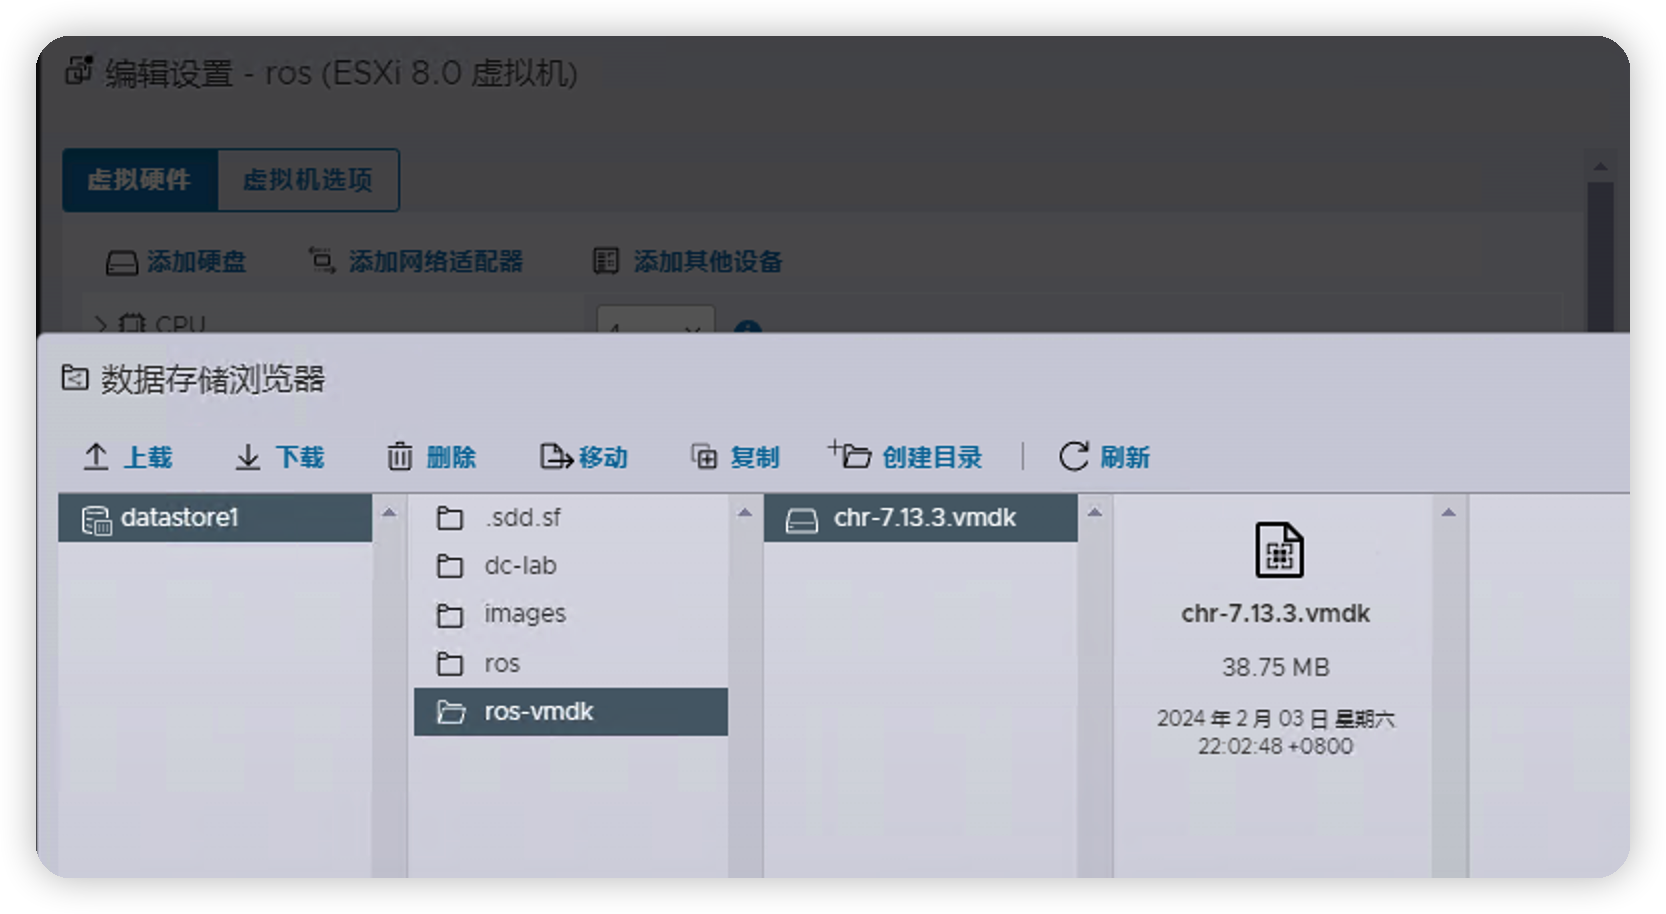 编辑设置 - ros (ESXi 8.0 虚拟机)
虚拟硬件 虚拟机选项
添加硬盘 添加网络适配器 添加其他设备
CPU 4
数据存储浏览器
上载 下载 删除 移动 复制 创建目录 刷新
datastore1 .sdd.sf chr-7.13.3.vmdk
dc-lab
images
ros
ros-vmdk
chr-7.13.3.vmdk
38.75 MB
2024 年 2 月 03 日 星期六
22:02:48 +0800